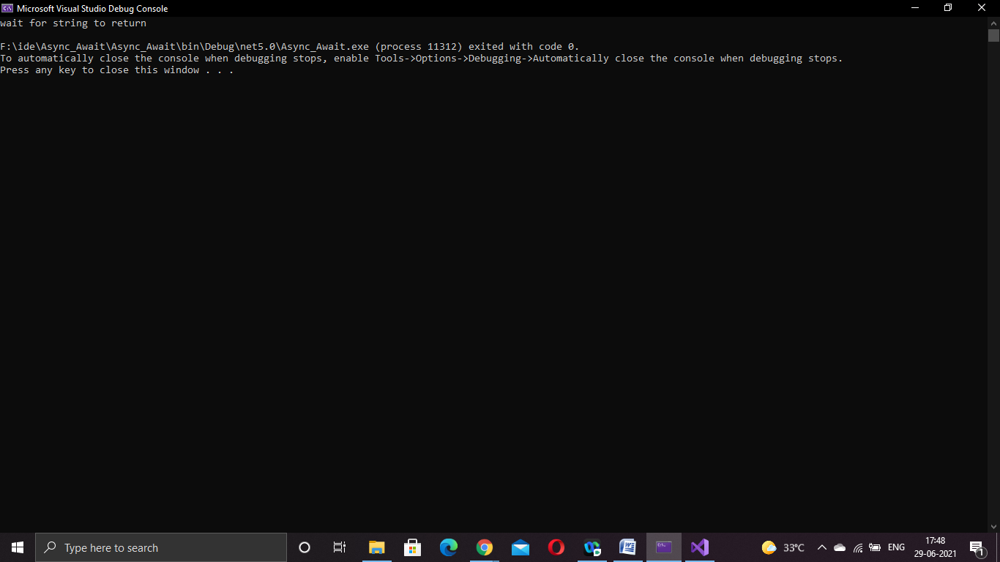 Microsoft Visual Studio Debug Console
wait for string to return
F:\ide\Async_Await\Async_Await\bin\Debug\net5.0\Async_Await.exe (process 11312) exited with code 0.
To automatically close the console when debugging stops, enable Tools->Options->Debugging->Automatically close the console when debugging stops.
Press any key to close this window . . .
Type here to search
33°C
ENG
17:48
29-06-2021
1